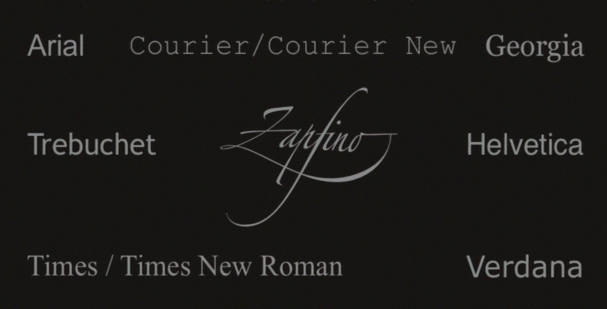 Arial Courier/Courier New Georgia
Trebuchet Zapfino Helvetica
Times / Times New Roman Verdana